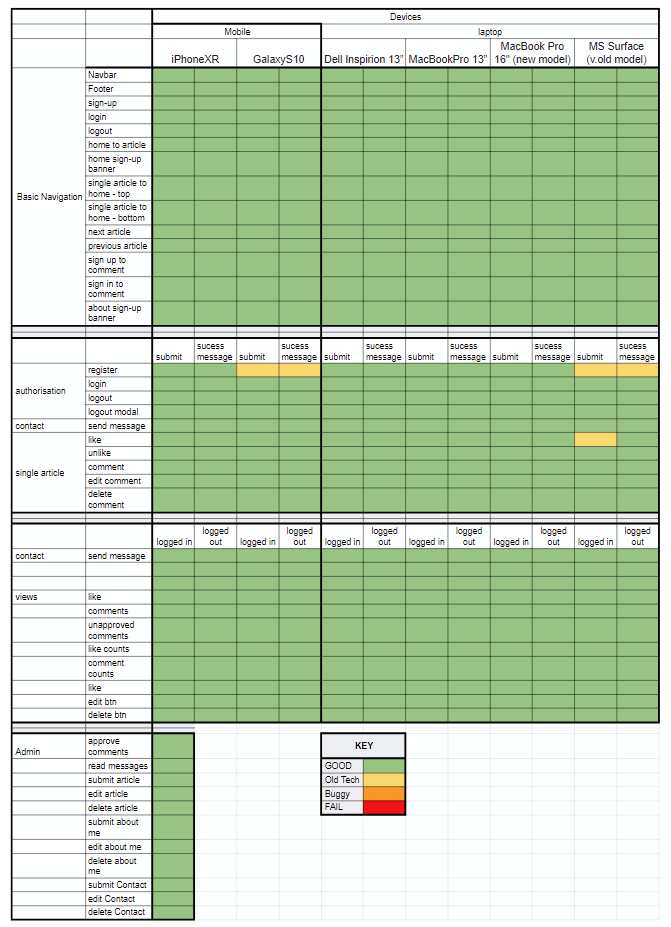 Devices
Mobile laptop
iPhoneXR GalaxyS10 Dell Inspirion 13" MacBookPro 13" MacBook Pro 16" (new model) MS Surface (v.old model)
Basic Navigation
Navbar
Footer
sign-up
login
logout
home to article
home sign-up
banner
single article to
home - top
single article to
home - bottom
next article
previous article
sign up to
comment
sign in to
comment
about sign-up
banner
submit sucess message submit sucess message submit sucess message submit sucess message submit sucess message submit sucess message
authorisation
register
login
logout
logout modal
contact send message
single article
like
unlike
comment
edit comment
delete
comment
logged in logged out logged in logged out logged in logged out logged in logged out logged in logged out logged in logged out
contact send message
views like
comments
unapproved
comments
like counts
comment
counts
like
edit btn
delete btn
Admin
approve
comments
read messages
submit article
edit article
delete article
submit about
me
edit about me
delete about
me
submit Contact
edit Contact
delete Contact
KEY
GOOD
Old Tech
Buggy
FAIL